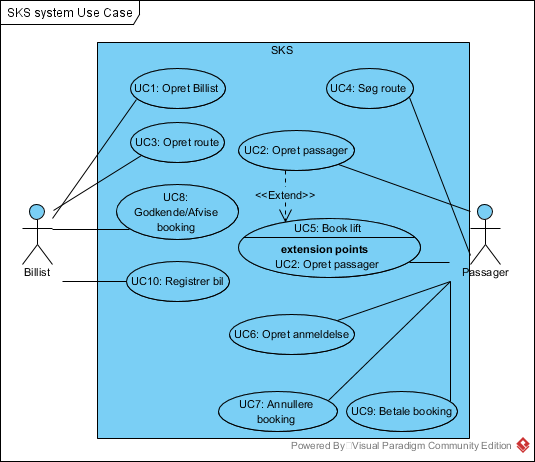 SKS system Use Case
SKS
UC1: Opret Billist
UC4: Søg route
UC3: Opret route
UC2: Opret passager
<<Extend>>
UC8:
Godkende/Afvise
booking
UC5: Book lift
extension points
UC2: Opret passager
Billist
Passager
UC10: Registrer bil
UC6: Opret anmeldelse
UC7: Annullere
booking
UC9: Betale booking
Powered By Visual Paradigm Community Edition